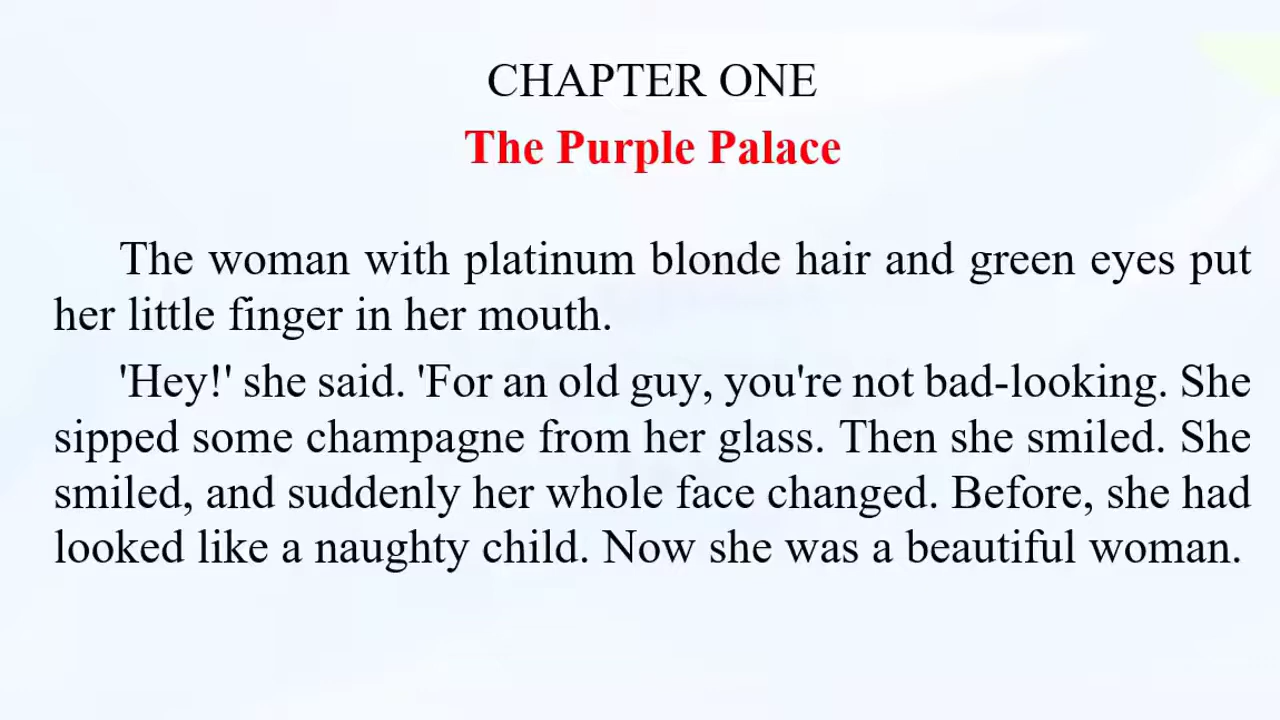 CHAPTER ONE
The Purple Palace
The woman with platinum blonde hair and green eyes put
her little finger in her mouth.
'Hey!' she said. 'For an old guy, you're not bad-looking. She
sipped some champagne from her glass. Then she smiled. She
smiled, and suddenly her whole face changed. Before, she had
looked like a naughty child. Now she was a beautiful woman.